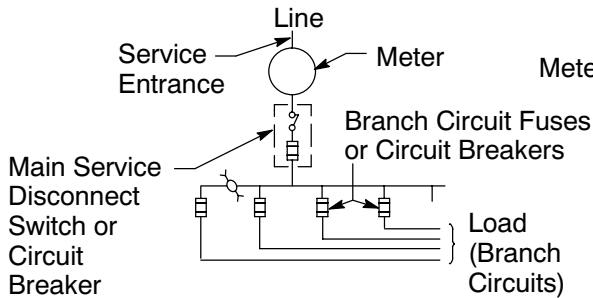 Line
Service
Entrance
Meter
Mete
Branch Circuit Fuses
or Circuit Breakers
Main Service
Disconnect
Switch or
Circuit
Breaker
Load
(Branch
Circuits)